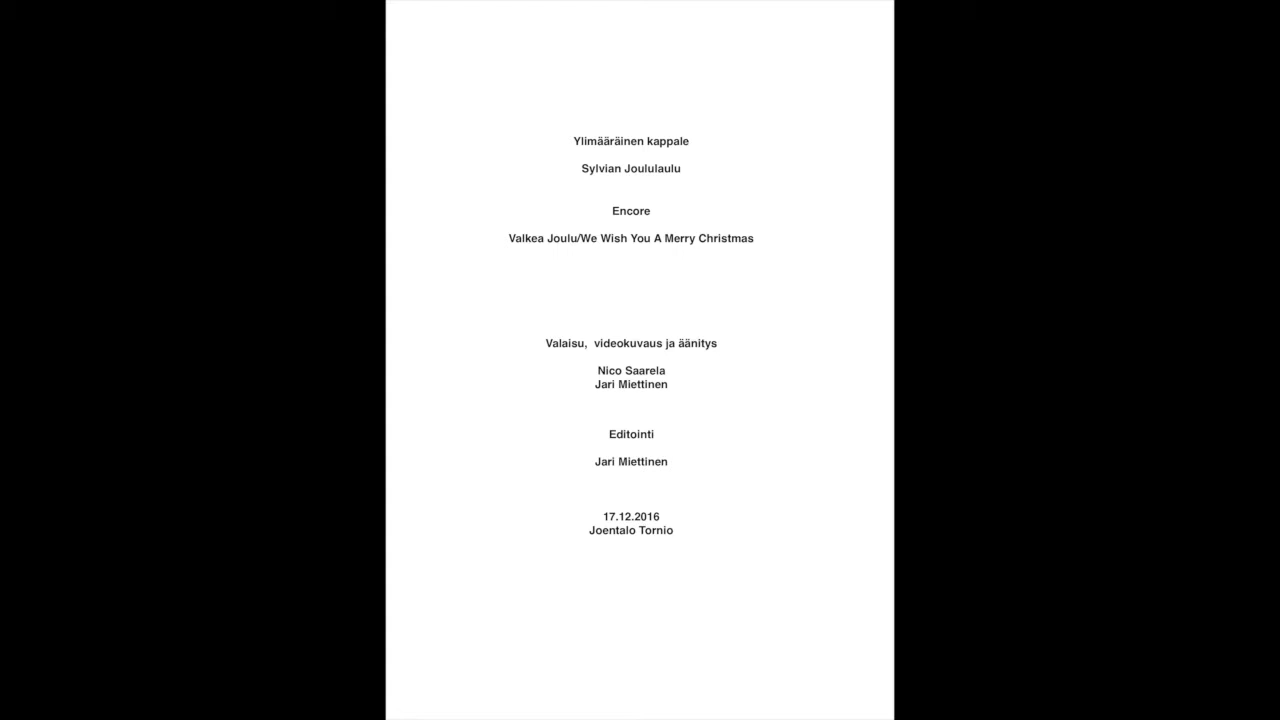 Ylimääräinen kappale
Sylvian Joululaulu
Encore
Valkea Joulu/We Wish You A Merry Christmas
Valaisu,  videokuvaus ja äänitys
Nico Saarela
Jari Miettinen
Editointi
Jari Miettinen
17.12.2016
Joentalo Tornio